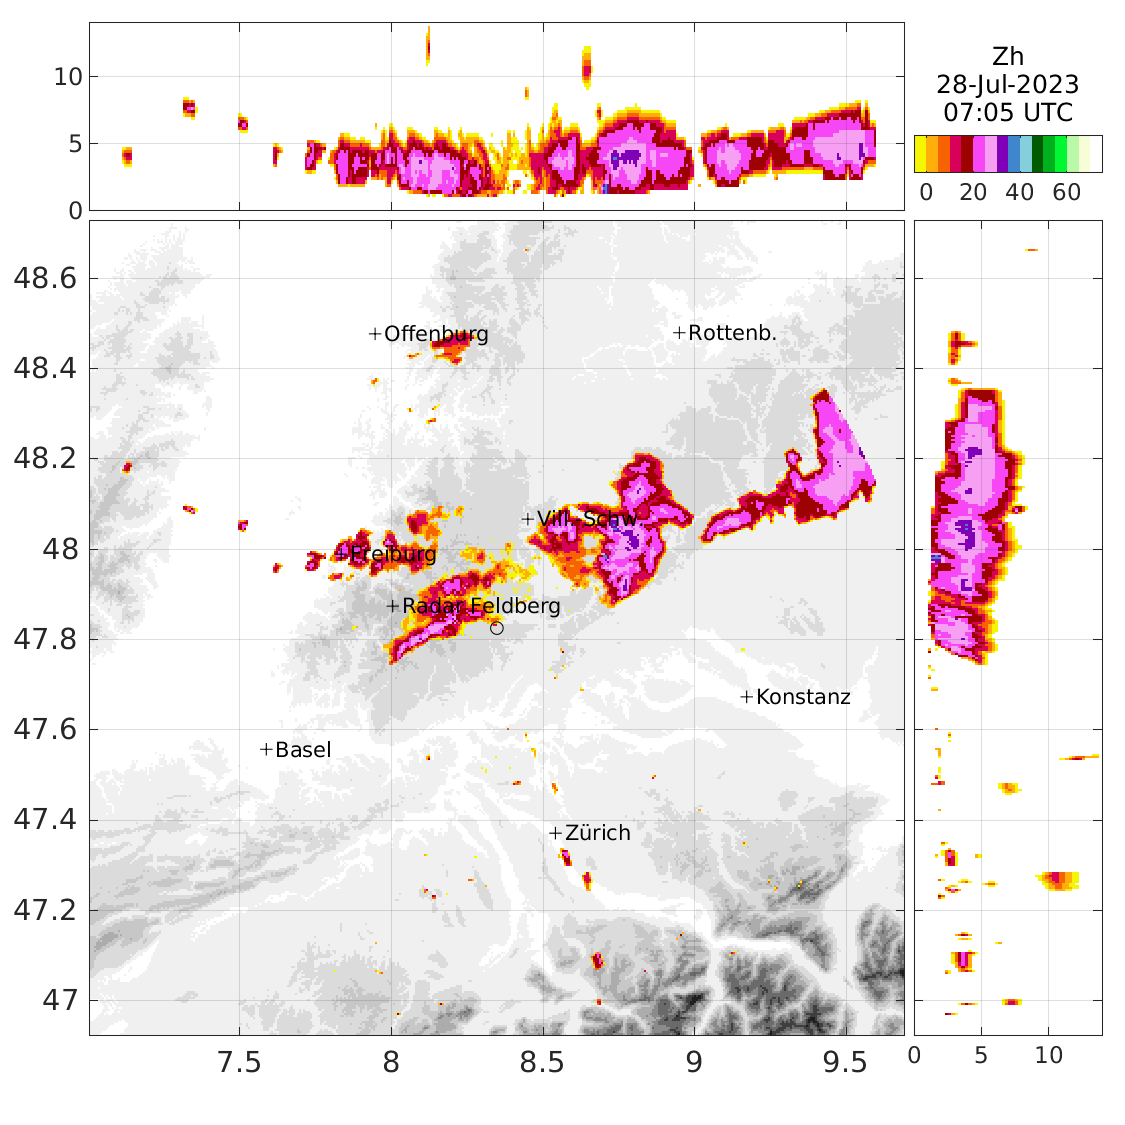 10
5
0
Zh
28-Jul-2023
07:05 UTC
0 20 40 60
48.6
48.4
48.2
48
47.8
47.6
47.4
47.2
47
Offenburg
Rottenb.
Vill.-Schw.
Freiburg
Radar Feldberg
Konstanz
Basel
Zürich
7.5 8 8.5 9 9.5
0 5 10